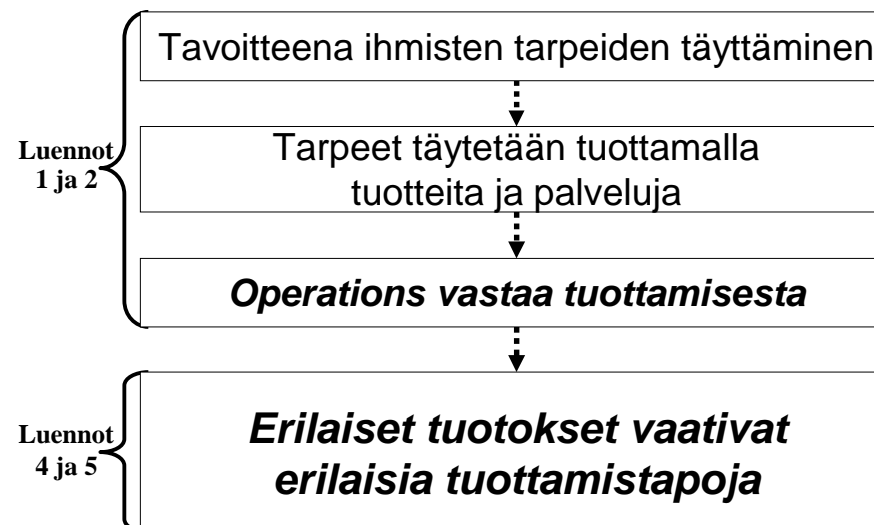 Tavoitteena ihmisten tarpeiden täyttäminen
Luennot
1 ja 2
Tarpeet täytetään tuottamalla
tuotteita ja palveluja
Operations vastaa tuottamisesta
Luennot
4 ja 5
Erilaiset tuotokset vaativat
erilaisia tuottamistapoja